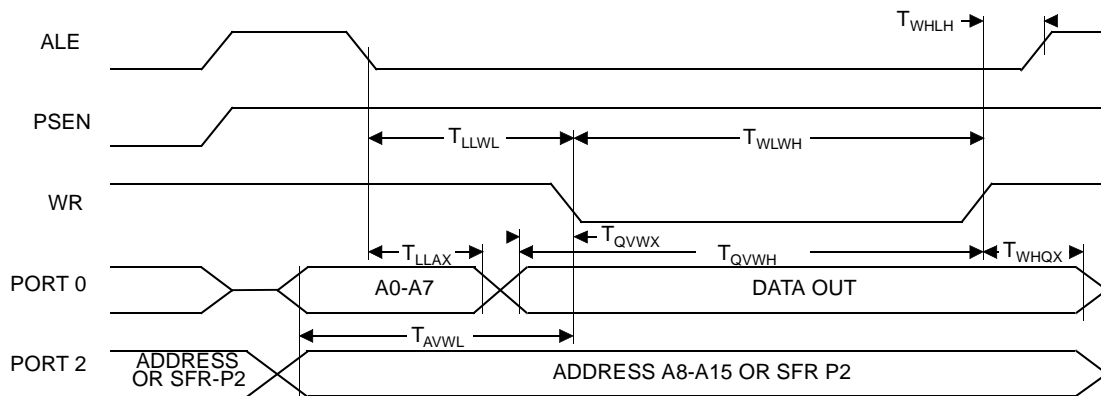 ALE
T_WHLH
PSEN
T_LLWL
T_WLWH
WR
T_QVWX
T_LLAX
T_QVWH
T_WHQX
PORT 0
A0-A7
DATA OUT
T_AVWL
PORT 2
ADDRESS
OR SFR-P2
ADDRESS A8-A15 OR SFR P2